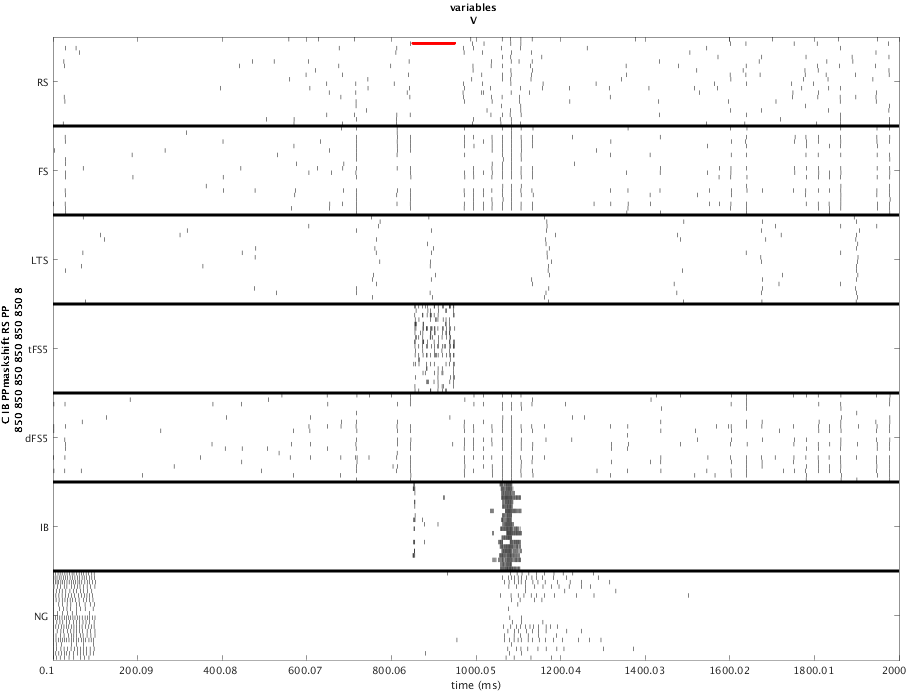 variables
V
RS
FS
LTS
tFS5
dFS5
IB
NG
C IB PPmaskshift RS PP
850 850 850 850 850 850 8
0.1 200.09 400.08 600.07 800.06 1000.05 1200.04 1400.03 1600.02 1800.01 2000
time (ms)